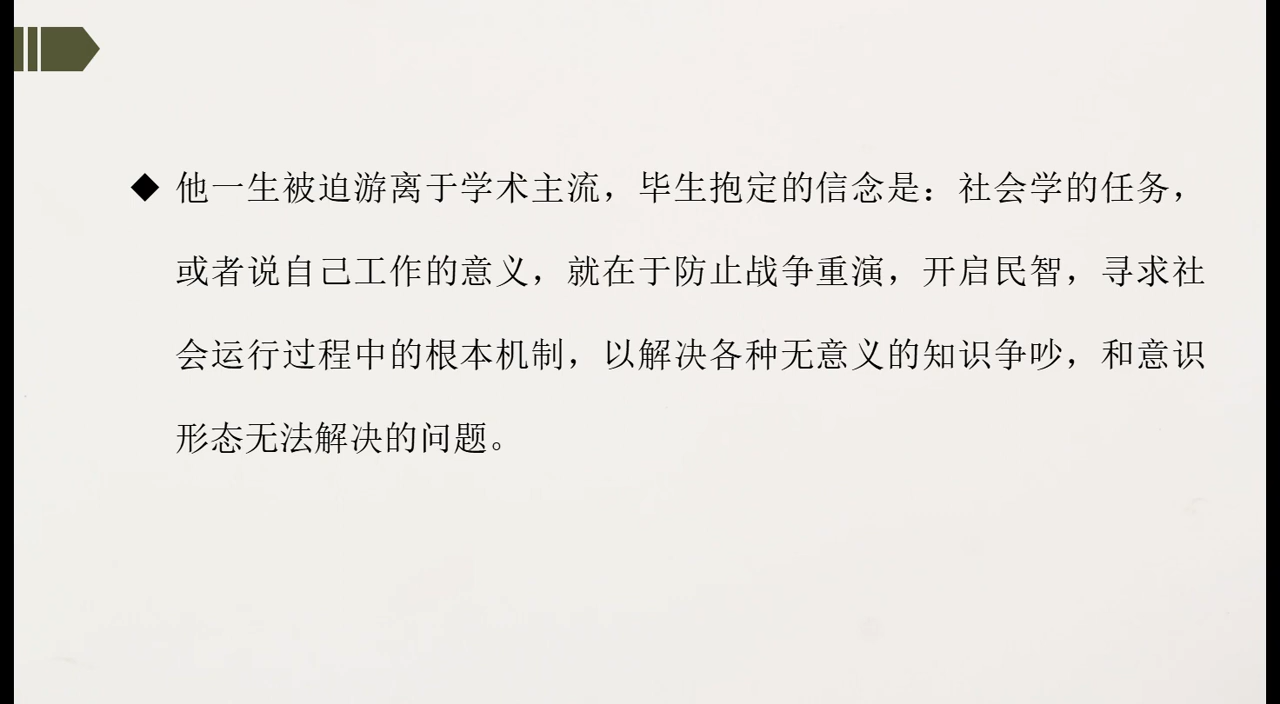 ◆ 他一生被迫游离于学术主流，毕生抱定的信念是：社会学的任务，
或者说自己工作的意义，就在于防止战争重演，开启民智，寻求社
会运行过程中的根本机制，以解决各种无意义的知识争吵，和意识
形态无法解决的问题。